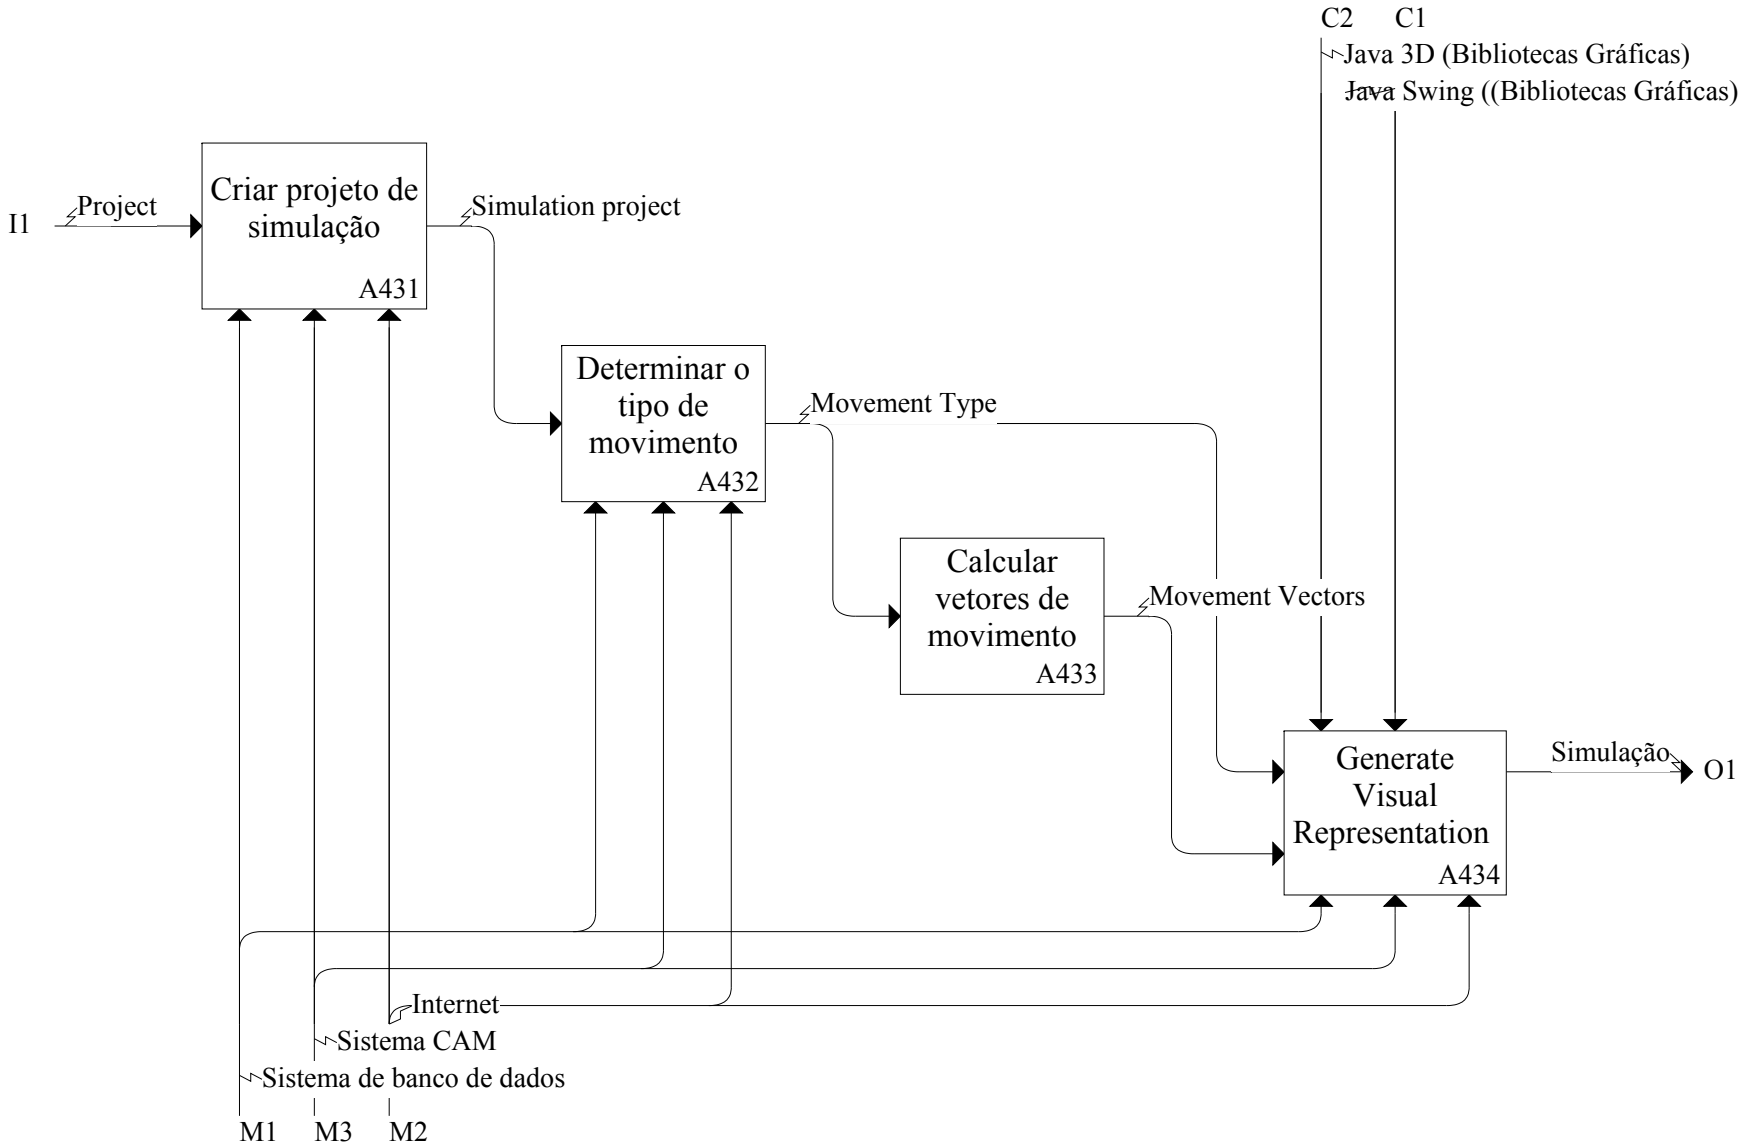 C2 C1
Java 3D (Bibliotecas Gráficas)
Java Swing ((Bibliotecas Gráficas)
I1
Project
Criar projeto de
simulação
A431
Simulation project
Determinar o
tipo de
movimento
A432
Movement Type
Calcular
vetores de
movimento
A433
Movement Vectors
Generate
Visual
Representation
A434
Simulação
O1
Internet
Sistema CAM
Sistema de banco de dados
M1 M3 M2